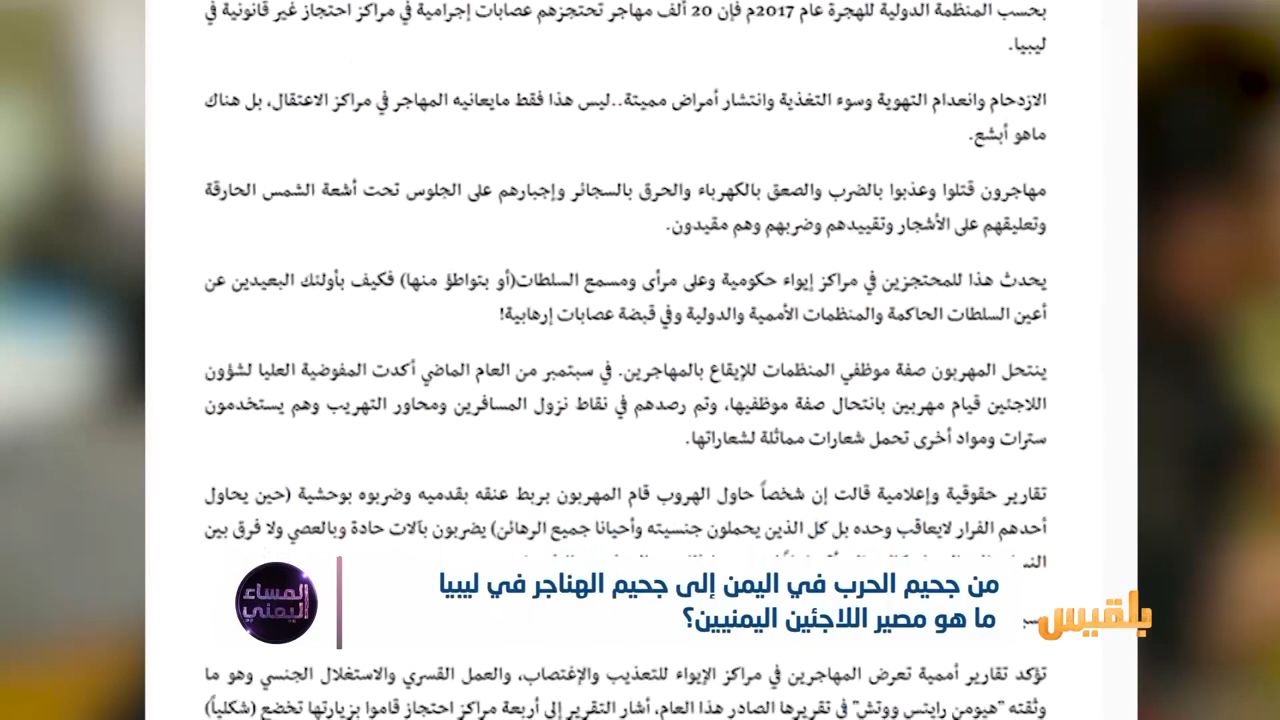 بحسب المنظمة الدولية للهجرة عام 2017م فإن 20 ألف مهاجر تحتجزهم عصابات إجرامية في مراكز احتجاز غير قانونية في
ليبيا.
الازدحام وانعدام التهوية وسوء التغذية وانتشار أمراض مميتة..ليس هذا فقط مايعانيه المهاجر في مراكز الاعتقال، بل هناك
ماهو أبشع.
مهاجرون قتلوا وعذبوا بالضرب والصعق بالكهرباء والحرق بالسجائر وإجبارهم على الجلوس تحت أشعة الشمس الحارقة
وتعليقهم على الأشجار وتقييدهم وضربهم وهم مقيدون.
يحدث هذا للمحتجزين في مراكز إيواء حكومية وعلى مرأى ومسمع السلطات(أو بتواطؤ منها) فكيف بأولئك البعيدين عن
أعين السلطات الحاكمة والمنظمات الأممية والدولية وفي قبضة عصابات إرهابية!
ينتحل المهربون صفة موظفي المنظمات للإيقاع بالمهاجرين. في سبتمبر من العام الماضي أكدت المفوضية العليا لشؤون
اللاجئين قيام مهربين بانتحال صفة موظفيها، وتم رصدهم في نقاط نزول المسافرين ومحاور التهريب وهم يستخدمون
سترات ومواد أخرى تحمل شعارات مماثلة لشعاراتها.
تقارير حقوقية وإعلامية قالت إن شخصاً حاول الهروب قام المهربون بربط عنقه بقدميه وضربوه بوحشية (حين يحاول
أحدهم الفرار لايعاقب وحده بل كل الذين يحملون جنسيته وأحيانا جميع الرهائن) يضربون بآلات حادة وبالعصي ولا فرق بين
المساء اليمني
من جحيم الحرب في اليمن إلى جحيم الهناجر في ليبيا
ما هو مصير اللاجئين اليمنيين؟
بلقيس
تؤكد تقارير أممية تعرض المهاجرين في مراكز الإيواء للتعذيب والإغتصاب، والعمل القسري والاستغلال الجنسي وهو ما
وثقته "هيومن رايتس ووتش" في تقريرها الصادر هذا العام، أشار التقرير إلى أربعة مراكز احتجاز قاموا بزيارتها تخضع (شكلياً)